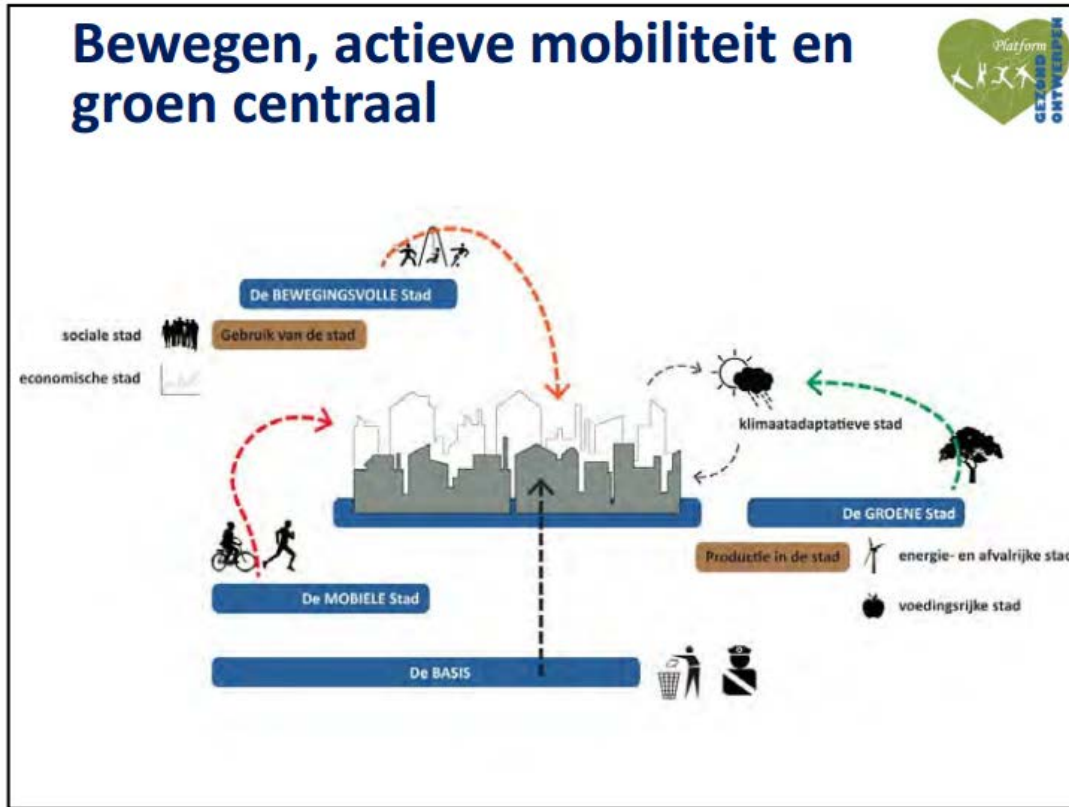 Bewegen, actieve mobiliteit en
groen centraal
Platform
GEZOND
ONTWERPEN
De BEWEGINGSVOLLE Stad
sociale stad
Gebruik van de stad
economische stad
klimaatadaptatieve stad
De GROENE Stad
Productie in de stad
energie- en afvalrijke stad
voedingsrijke stad
De MOBIELE Stad
De BASIS